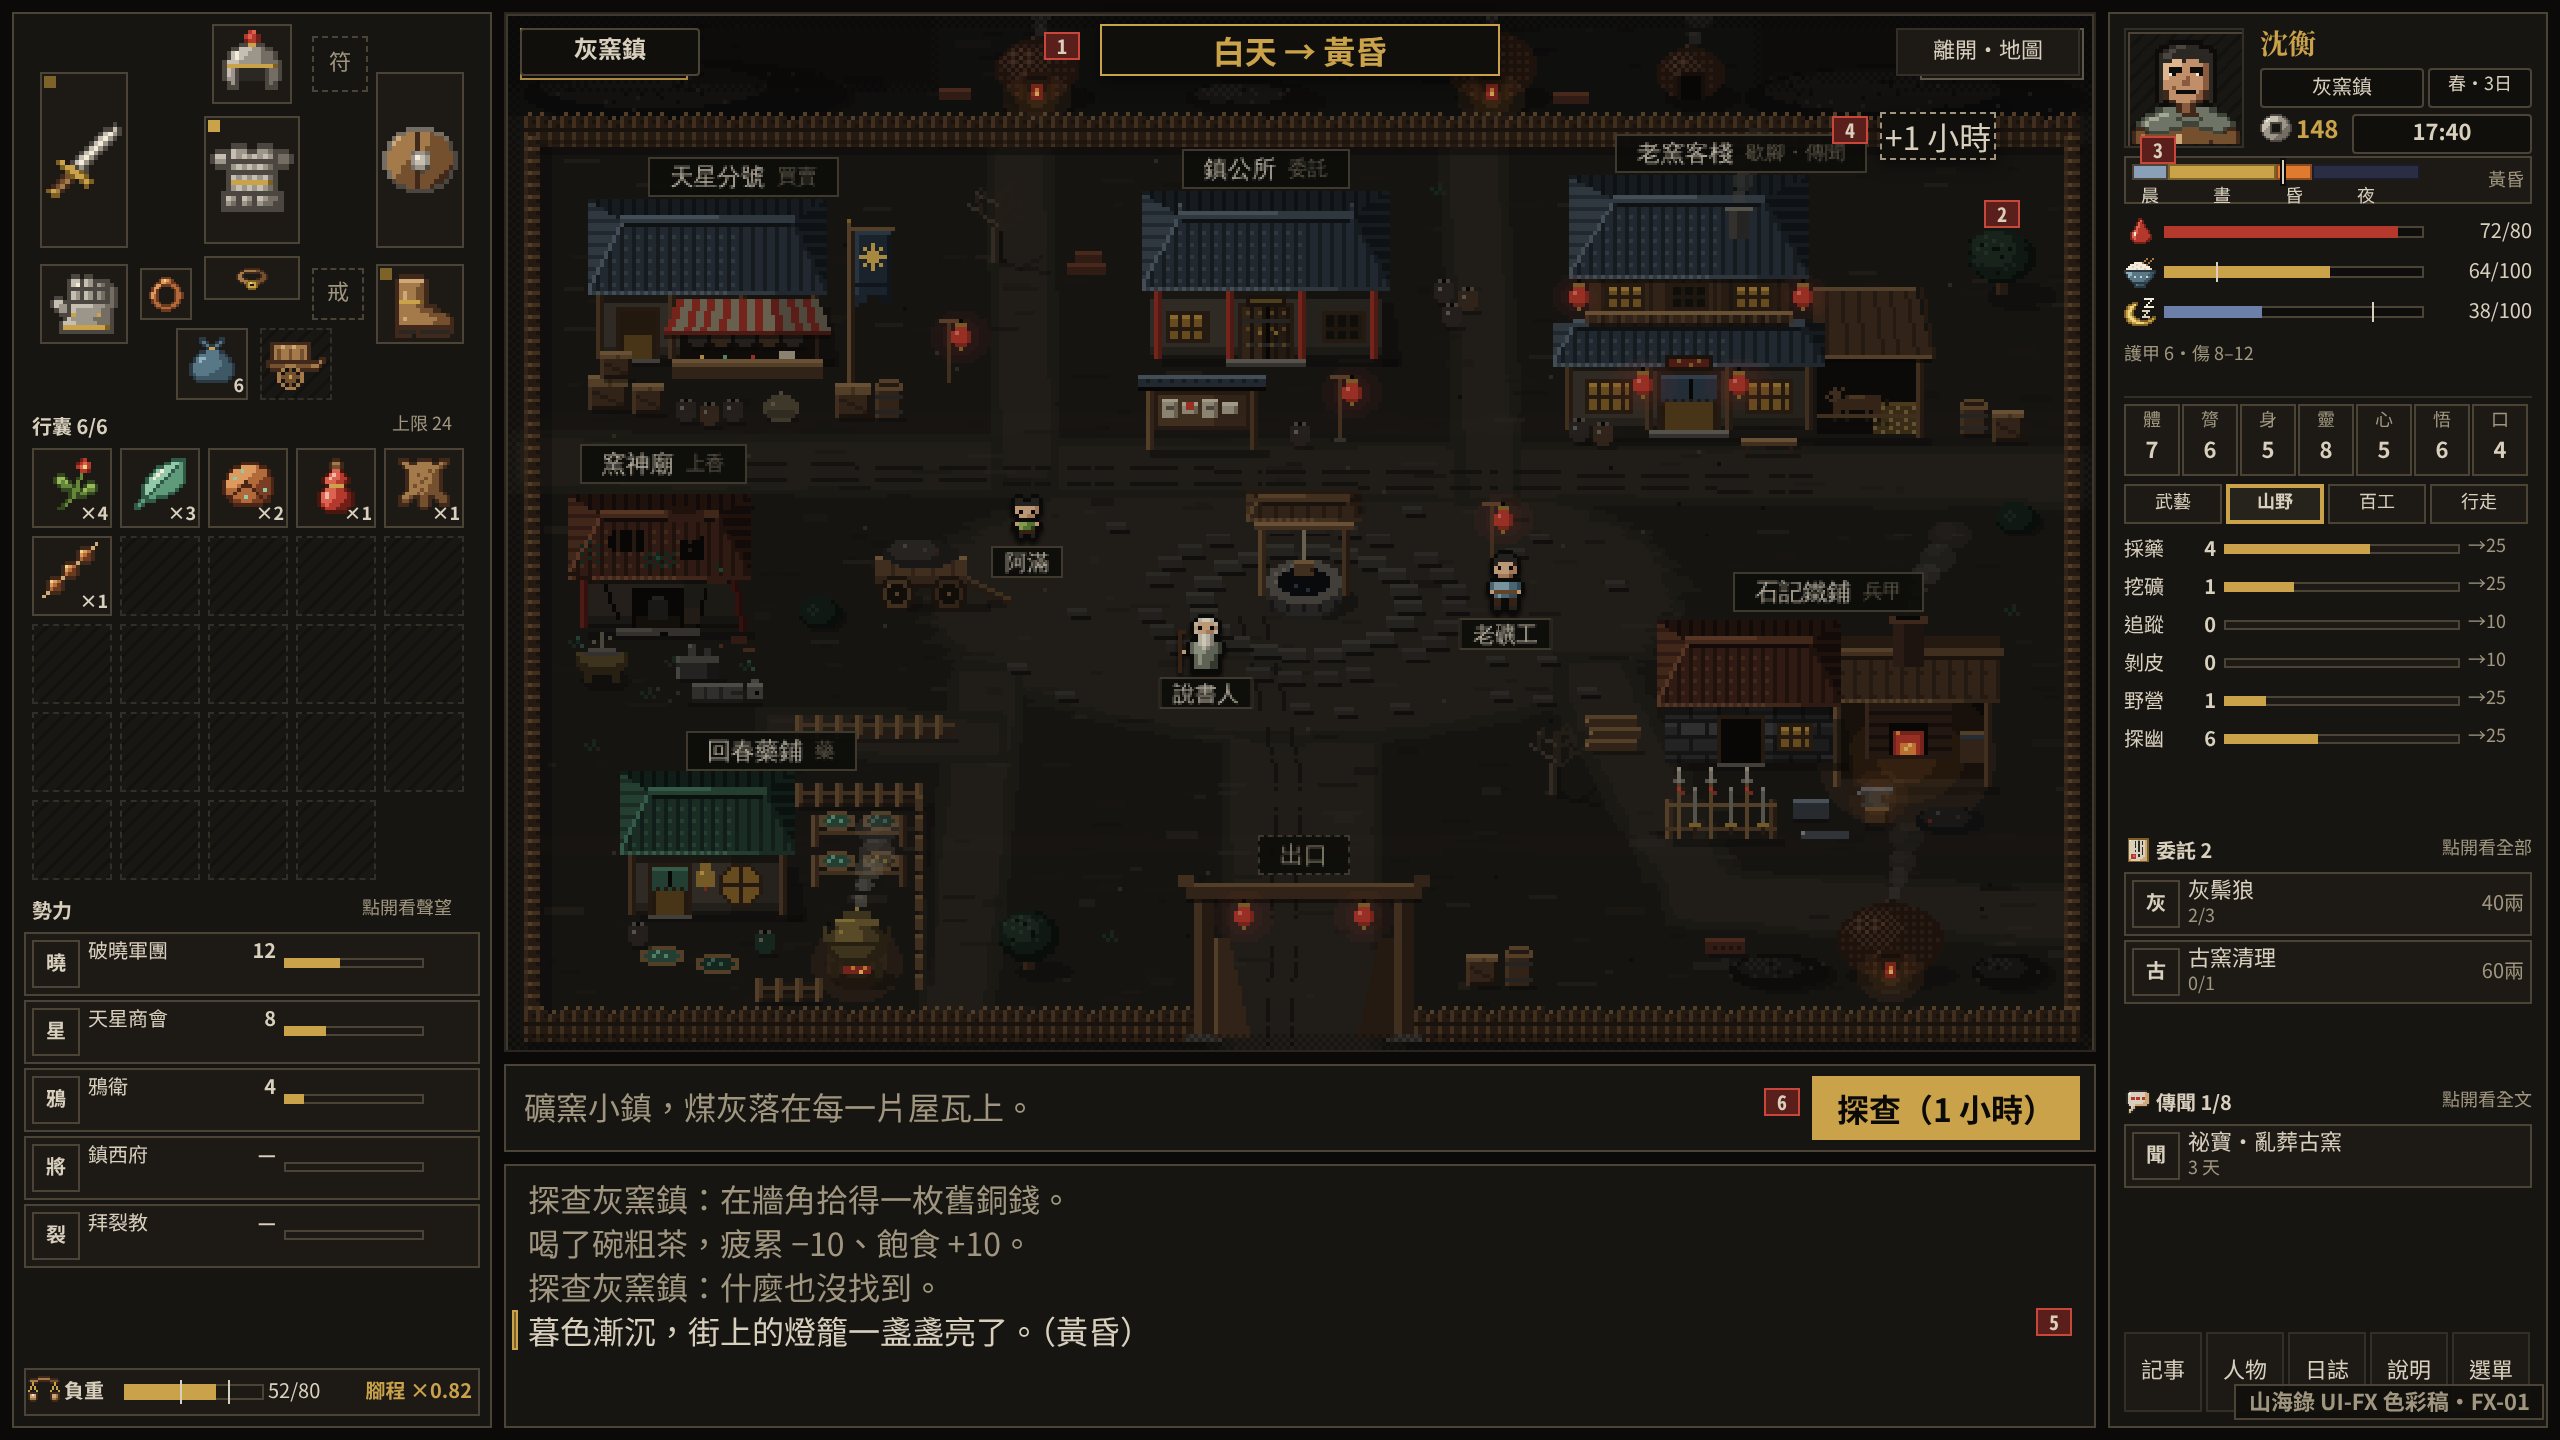 符
戒
6
行囊 6/6
上限 24
×4
×3
×2
×1
×1
×1
勢力
點開看聲望
曉 破曉軍團 12
星 天星商會 8
鴉 鴉衛 4
將 鎮西府 —
裂 拜裂教 —
負重 52/80 腳程 ×0.82
灰窯鎮
1
白天→黃昏
離開・地圖
4
+1 小時
2
天星分號 買賣
鎮公所 委託
老窯客棧 歇腳・傳聞
窯神廟 上香
阿滿
老礦工
說書人
石記鐵鋪 兵甲
回春藥鋪 藥
出口
礦窯小鎮，煤灰落在每一片屋瓦上。
6
探查（1 小時）
探查灰窯鎮：在牆角拾得一枚舊銅錢。
喝了碗粗茶，疲累 −10、飽食 +10。
探查灰窯鎮：什麼也沒找到。
暮色漸沉，街上的燈籠一盞盞亮了。（黃昏）
5
沈衡
灰窯鎮
春・3日
148
17:40
3
晨 晝 昏 夜
黃昏
72/80
64/100
38/100
護甲 6・傷 8–12
體 膂 身 靈 心 悟 口
7 6 5 8 5 6 4
武藝 山野 百工 行走
採藥 4 →25
挖礦 1 →25
追蹤 0 →10
剝皮 0 →10
野營 1 →25
探幽 6 →25
委託 2
點開看全部
灰 灰鬃狼 40兩
2/3
古 古窯清理 60兩
0/1
傳聞 1/8
點開看全文
聞 祕寶・亂葬古窯
3 天
記事 人物 日誌 說明 選單
山海錄 UI-FX 色彩稿・FX-01